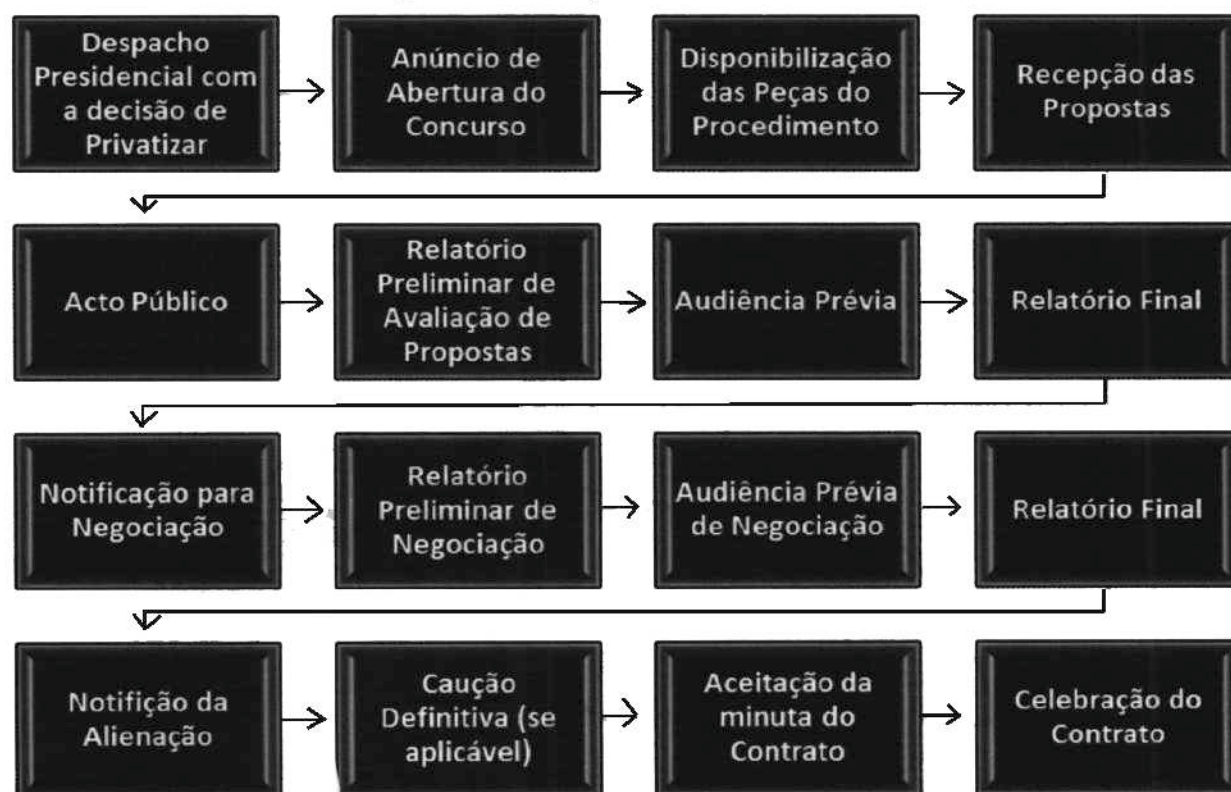 Despacho
Presidencial com
a decisão de
Privatizar
Anúncio de
Abertura do
Concurso
Disponibilização
das Peças do
Procedimento
Recepção das
Propostas
Acto Público
Relatório
Preliminar de
Avaliação de
Propostas
Audiência Prévia
Relatório Final
Notificação para
Negociação
Relatório
Preliminar de
Negociação
Audiência Prévia
de Negociação
Relatório Final
Notifição da
Alienação
Caução
Definitiva (se
aplicável)
Aceitação da
minuta do
Contrato
Celebração do
Contrato